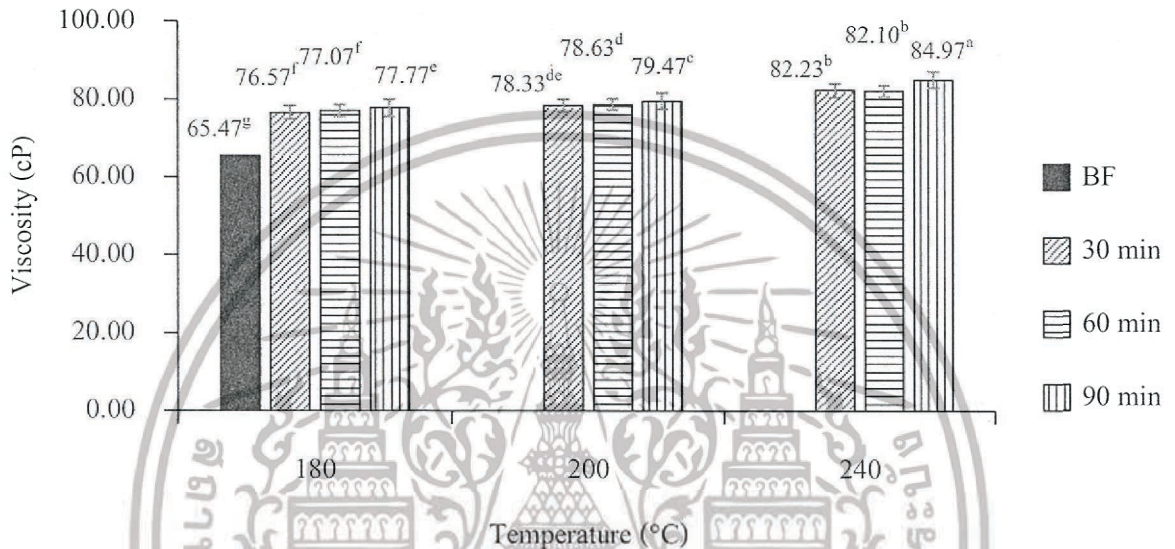 100.00
80.00
60.00
40.00
20.00
0.00
Viscosity (cP)
65.47g
76.57f
77.07f
77.77e
78.33de
78.63d
79.47c
82.23b
82.10b
84.97a
180
200
240
Temperature (°C)
BF
30 min
60 min
90 min